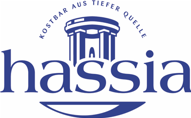 KOSTBAR AUS TIEFER QUELLE
hassia